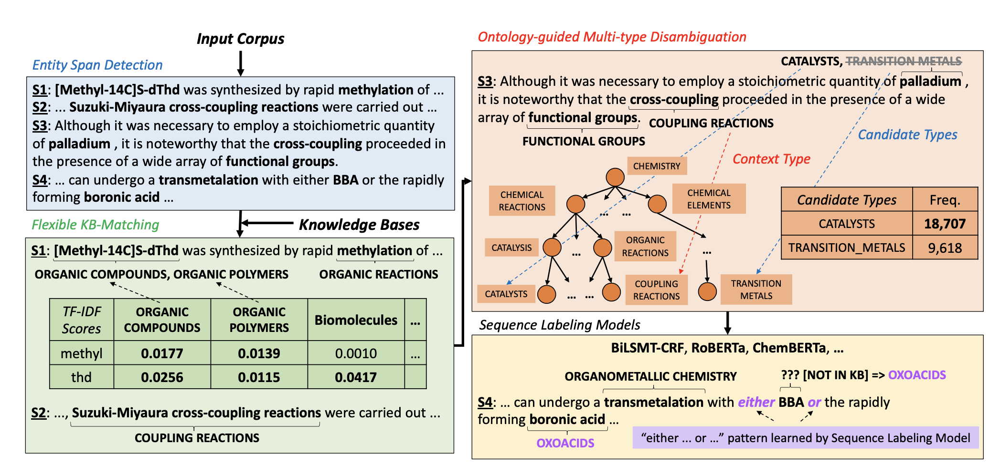 Input Corpus
Entity Span Detection
S1: [Methyl-14C]S-dThd was synthesized by rapid methylation of ...
S2: ... Suzuki-Miyaura cross-coupling reactions were carried out ...
S3: Although it was necessary to employ a stoichiometric quantity
of palladium , it is noteworthy that the cross-coupling proceeded in
the presence of a wide array of functional groups.
S4: ... can undergo a transmetalation with either BBA or the rapidly
forming boronic acid ...
Flexible KB-Matching
Knowledge Bases
S1: [Methyl-14C]S-dThd was synthesized by rapid methylation of ...
ORGANIC COMPOUNDS, ORGANIC POLYMERS ORGANIC REACTIONS
TF-IDF
Scores
ORGANIC
COMPOUNDS
ORGANIC
POLYMERS
Biomolecules
...
methyl 0.0177 0.0139 0.0010 ...
thd 0.0256 0.0115 0.0417
S2: ..., Suzuki-Miyaura cross-coupling reactions were carried out ...
COUPLING REACTIONS
Ontology-guided Multi-type Disambiguation
CATALYSTS, TRANSITION METALS
S3: Although it was necessary to employ a stoichiometric quantity of palladium ,
it is noteworthy that the cross-coupling proceeded in the presence of a wide
array of functional groups.
COUPLING REACTIONS
FUNCTIONAL GROUPS
Candidate Types
Context Type
CHEMISTRY
CHEMICAL
REACTIONS
CHEMICAL
ELEMENTS
... ...
CATALYSIS
...
ORGANIC
REACTIONS
...
CATALYSTS
... ...
COUPLING
REACTIONS
TRANSITION
METALS
Candidate Types Freq.
CATALYSTS 18,707
TRANSITION_METALS 9,618
Sequence Labeling Models
BiLSMT-CRF, RoBERTa, ChemBERTa, ...
ORGANOMETALLIC CHEMISTRY
??? [NOT IN KB] => OXOACIDS
S4: ... can undergo a transmetalation with either BBA or the rapidly
forming boronic acid ...
OXOACIDS
“either ... or ...” pattern learned by Sequence Labeling Model